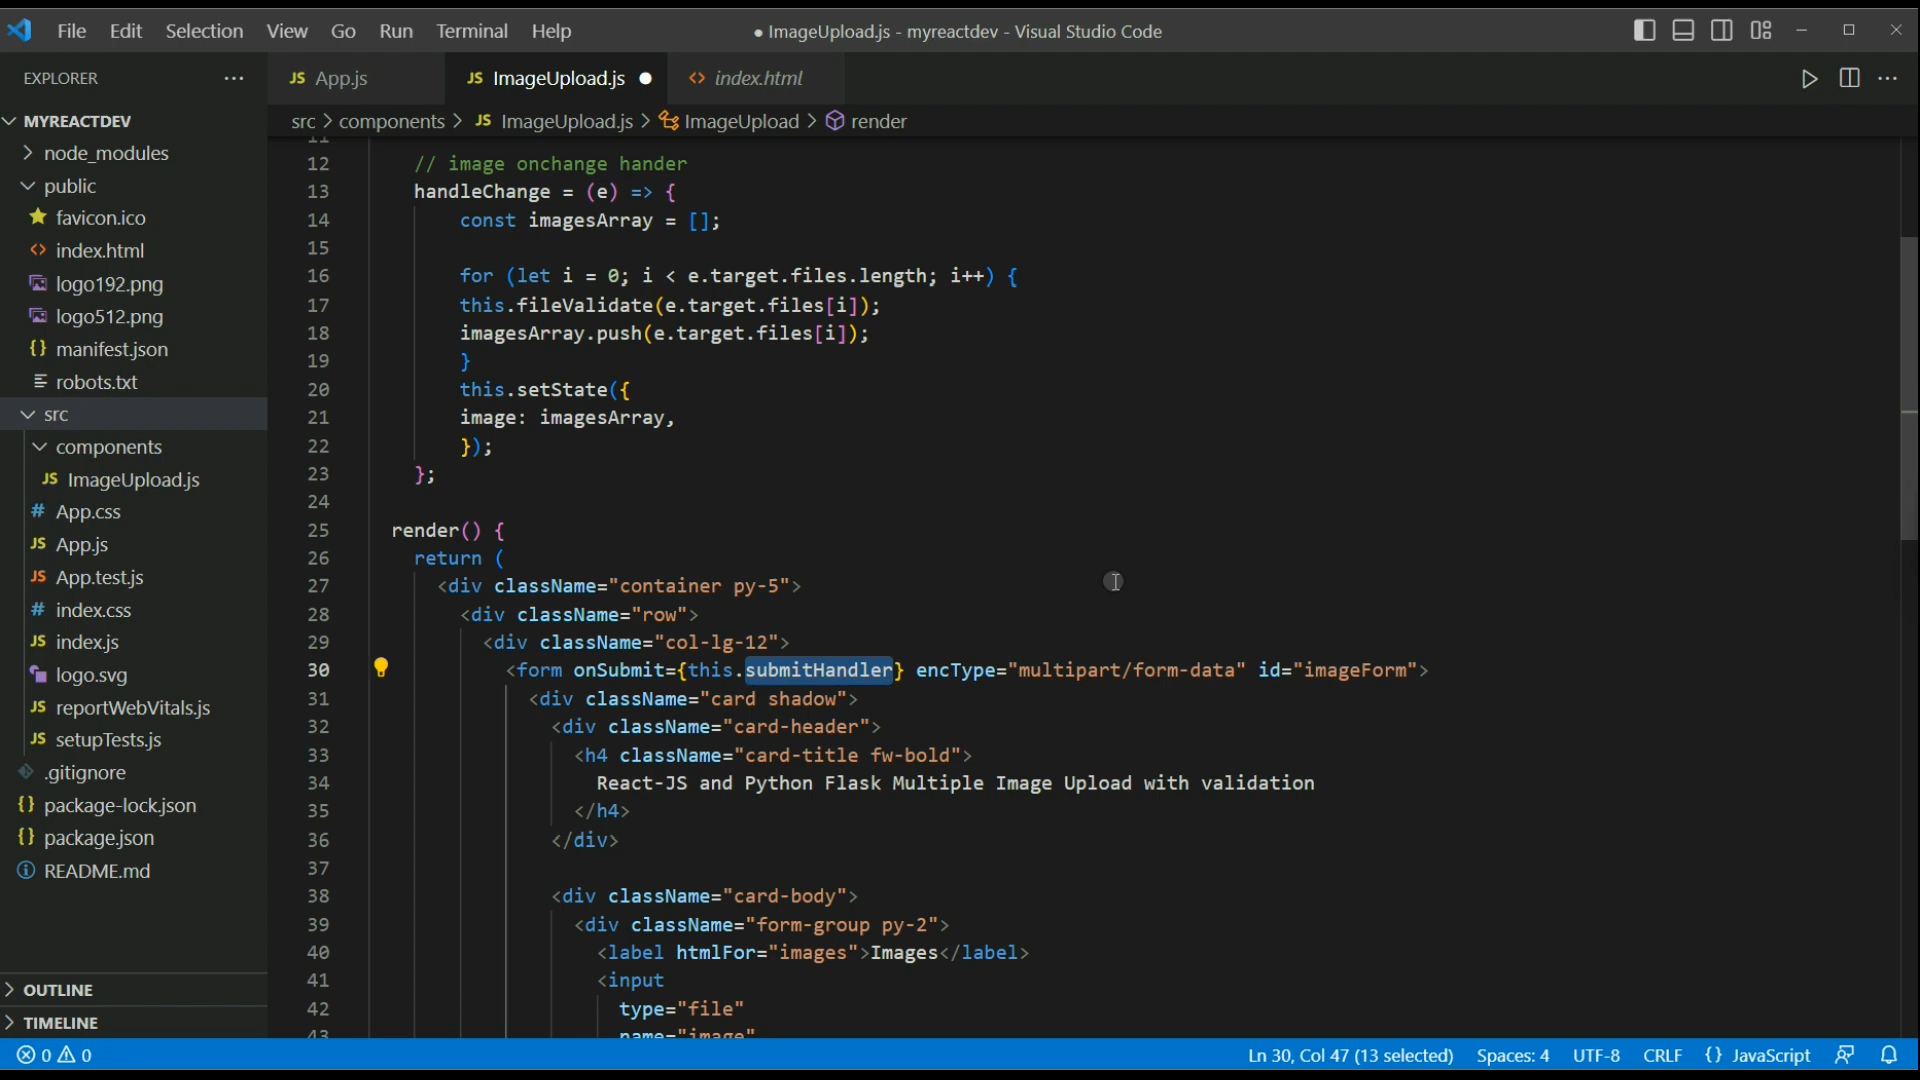 File Edit Selection View Go Run Terminal Help
● ImageUpload.js - myreactdev - Visual Studio Code
EXPLORER ···
JS App.js
JS ImageUpload.js ●
<> index.html
src > components > JS ImageUpload.js > ImageUpload > render
MYREACTDEV
node_modules
public
favicon.ico
<> index.html
logo192.png
logo512.png
{} manifest.json
robots.txt
src
components
JS ImageUpload.js
# App.css
JS App.js
JS App.test.js
# index.css
JS index.js
logo.svg
JS reportWebVitals.js
JS setupTests.js
.gitignore
{} package-lock.json
{} package.json
README.md
OUTLINE
TIMELINE
11
12 // image onchange hander
13 handleChange = (e) => {
14 const imagesArray = [];
15
16 for (let i = 0; i < e.target.files.length; i++) {
17 this.fileValidate(e.target.files[i]);
18 imagesArray.push(e.target.files[i]);
19 }
20 this.setState({
21 image: imagesArray,
22 });
23 };
24
25 render() {
26 return (
27 <div className="container py-5">
28 <div className="row">
29 <div className="col-lg-12">
30 <form onSubmit={this.submitHandler} encType="multipart/form-data" id="imageForm">
31 <div className="card shadow">
32 <div className="card-header">
33 <h4 className="card-title fw-bold">
34 React-JS and Python Flask Multiple Image Upload with validation
35 </h4>
36 </div>
37
38 <div className="card-body">
39 <div className="form-group py-2">
40 <label htmlFor="images">Images</label>
41 <input
42 type="file"
43 name="image"
0 0
Ln 30, Col 47 (13 selected) Spaces: 4 UTF-8 CRLF {} JavaScript